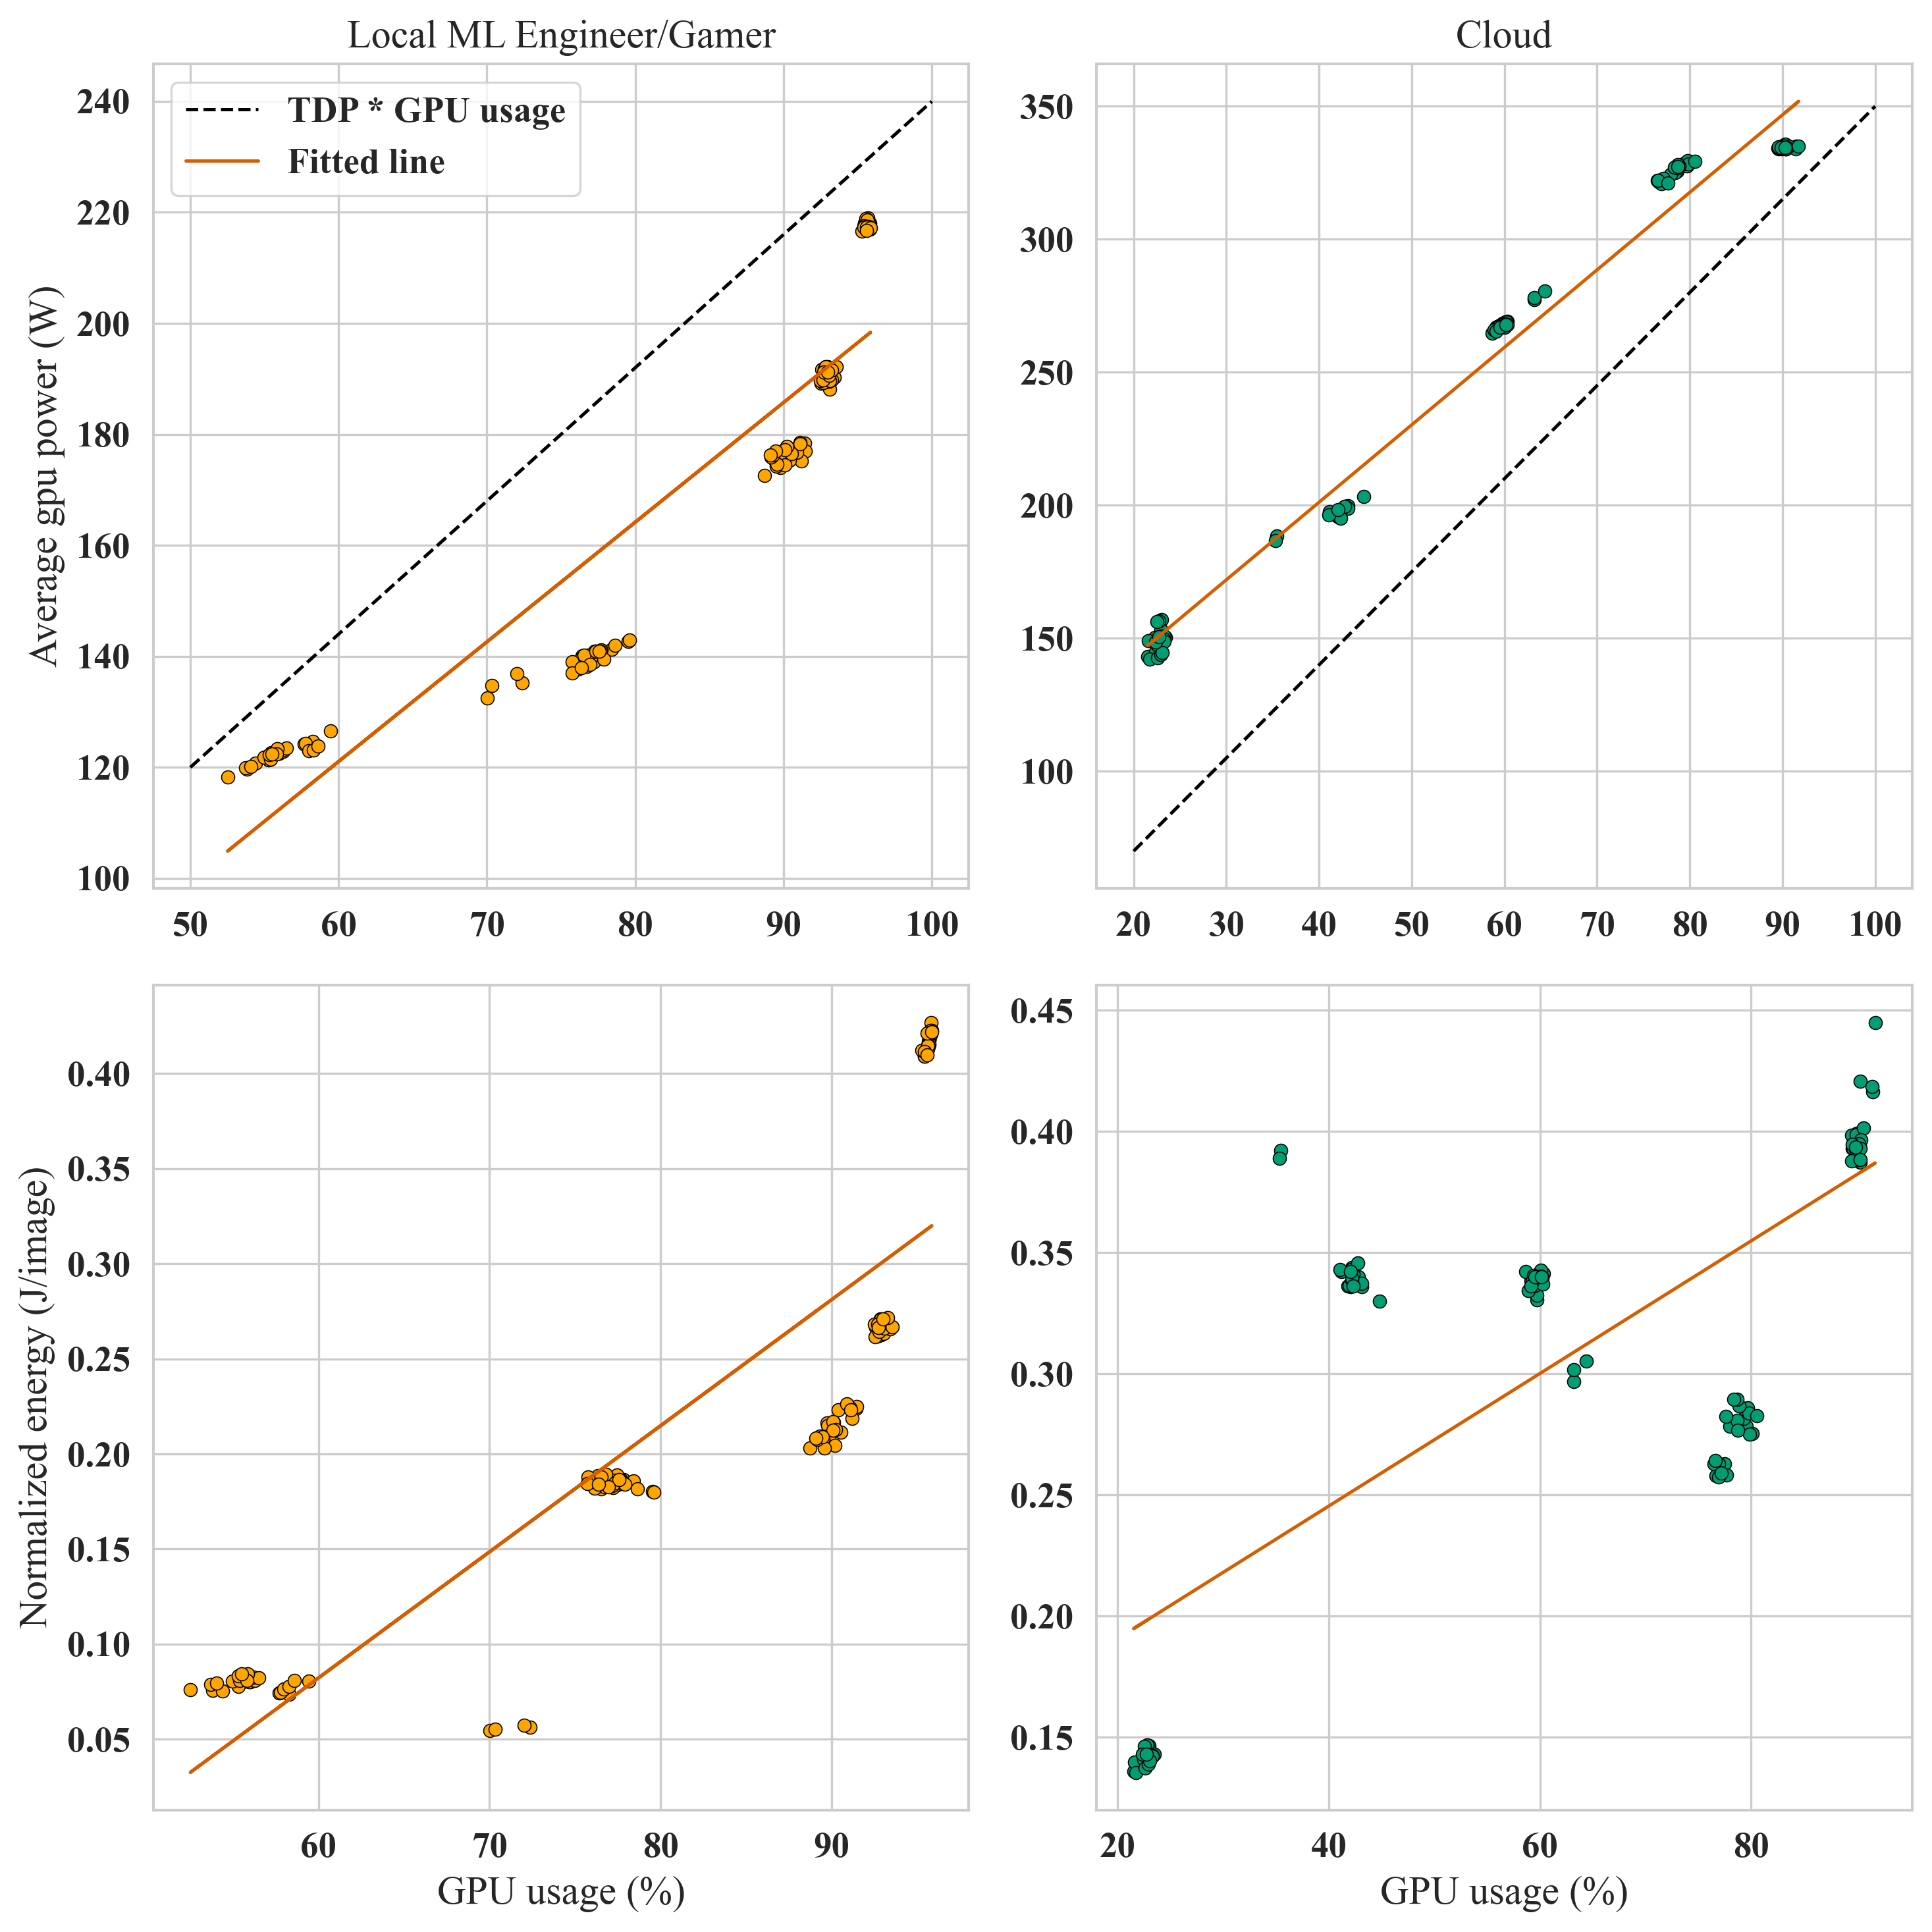 Local ML Engineer/Gamer
Cloud
TDP * GPU usage
Fitted line
Average gpu power (W)
240
220
200
180
160
140
120
100
50 60 70 80 90 100
350
300
250
200
150
100
20 30 40 50 60 70 80 90 100
Normalized energy (J/image)
0.40
0.35
0.30
0.25
0.20
0.15
0.10
0.05
60 70 80 90
GPU usage (%)
0.45
0.40
0.35
0.30
0.25
0.20
0.15
20 40 60 80
GPU usage (%)